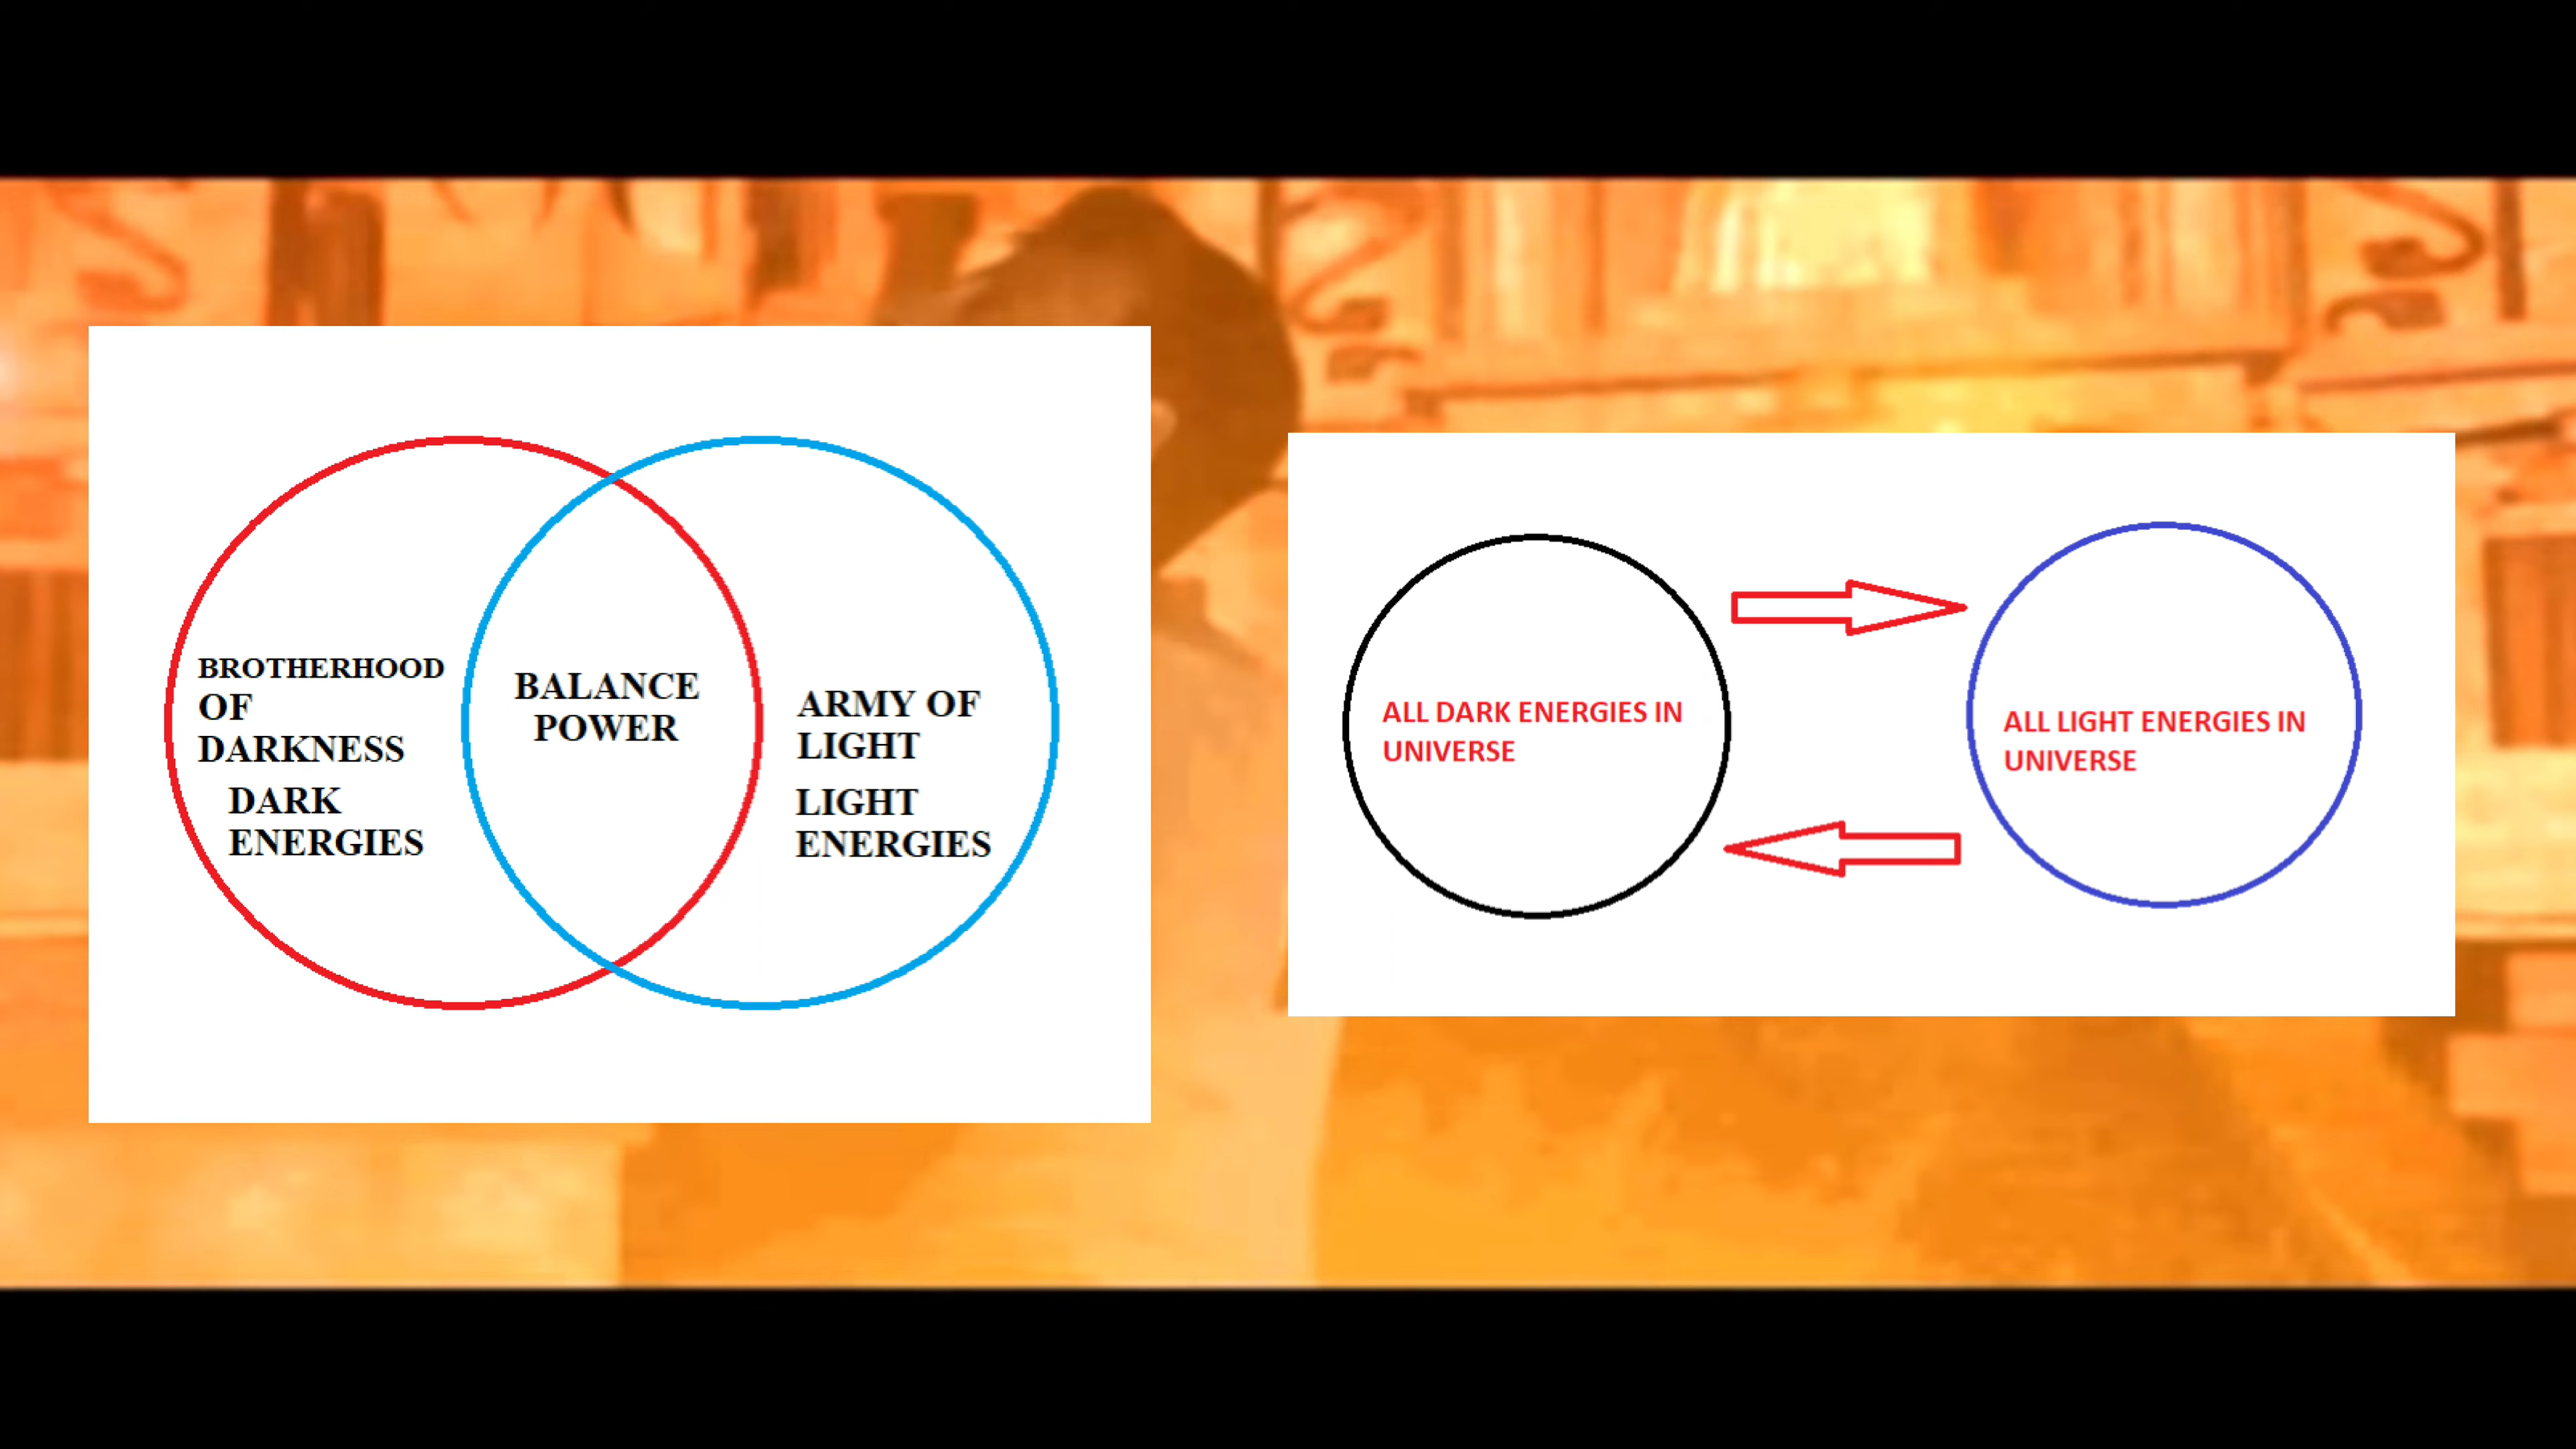 BROTHERHOOD
OF
DARKNESS
DARK
ENERGIES
BALANCE
POWER
ARMY OF
LIGHT
LIGHT
ENERGIES
ALL DARK ENERGIES IN
UNIVERSE
ALL LIGHT ENERGIES IN
UNIVERSE